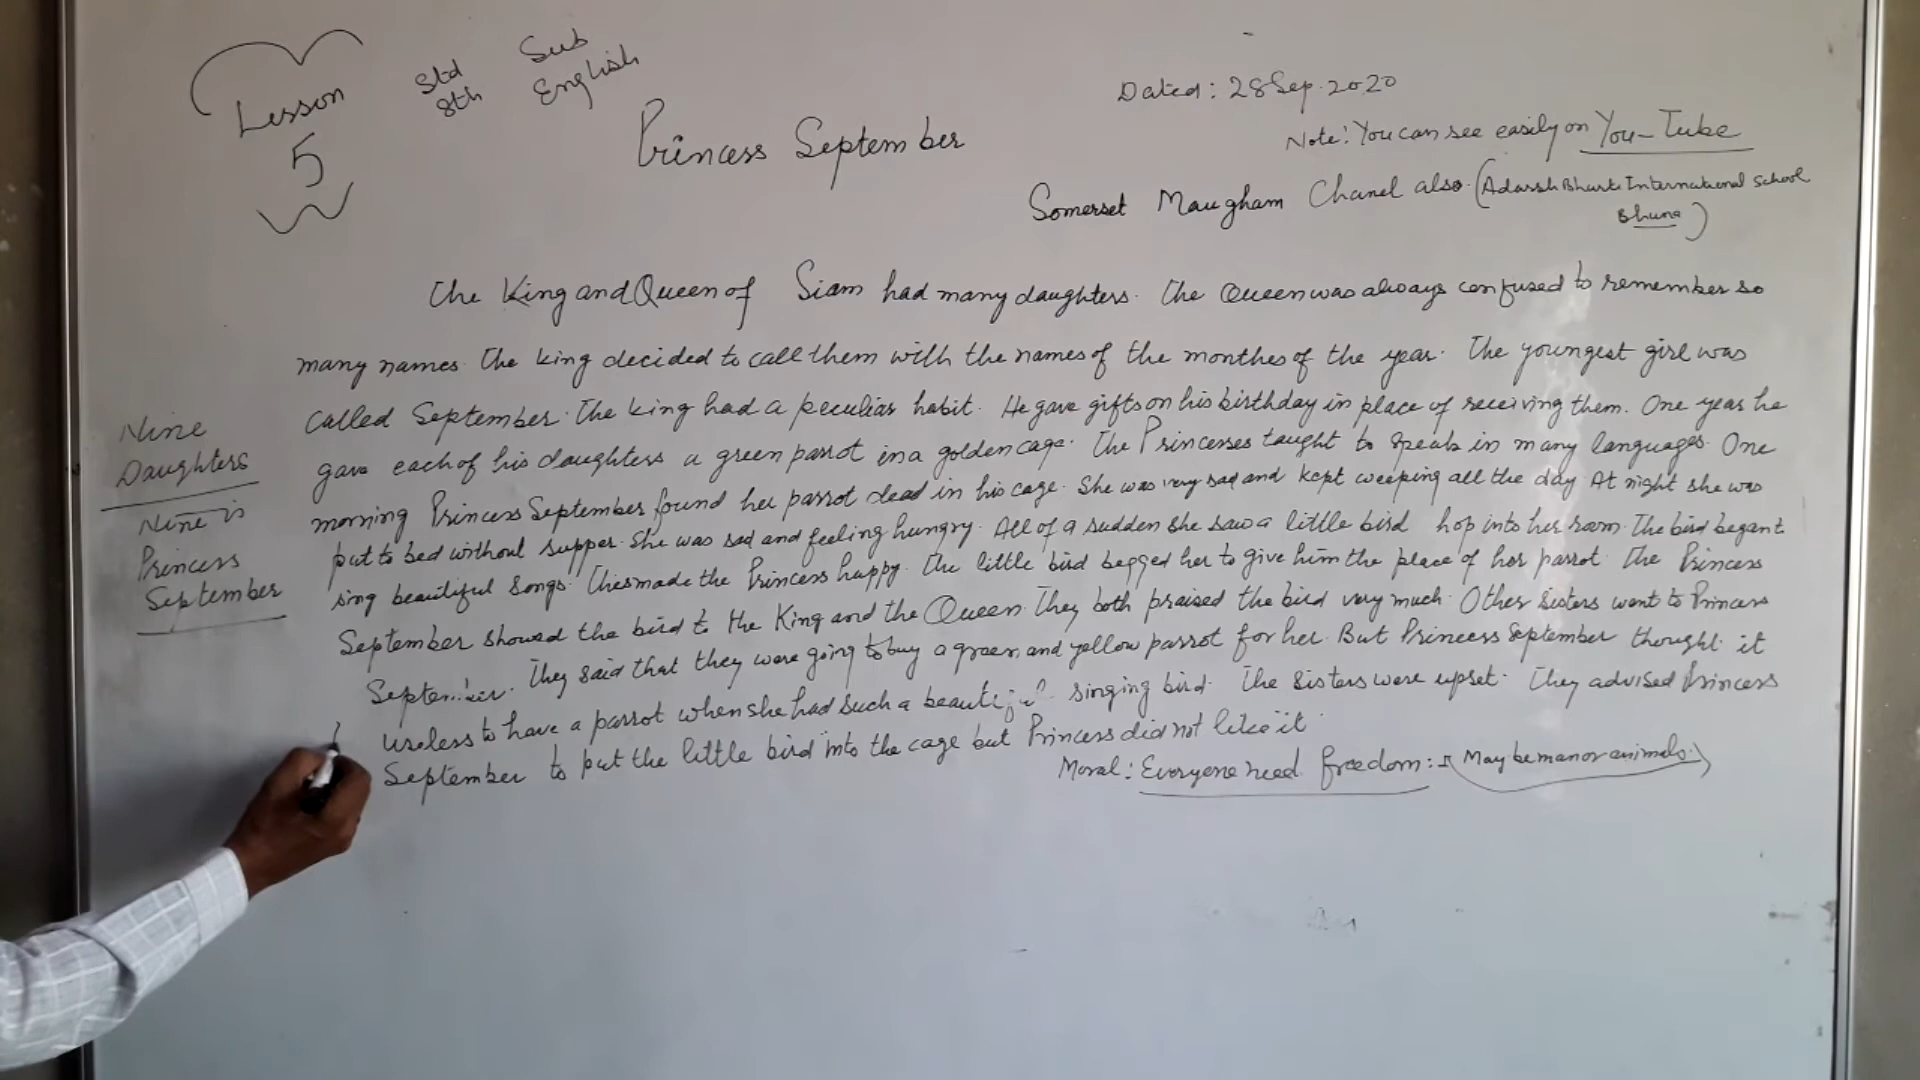 Lesson
5
Std
8th
Sub
English
Princess September
Dated: 28 Sep. 2020
Note: You can see easily on You-Tube
Somerset Maugham Chanel also (Adarsh Bharti International School
Bhuna)
The King and Queen of Siam had many daughters. The Queen was always confused to remember so
many names. The king decided to call them with the names of the monthes of the year. The youngest girl was
called September. The king had a peculiar habit. He gave gifts on his birthday in place of receiving them. One year he
gave each of his daughters a green parrot in a golden cage. The Princesses taught to speak in many languages. One
morning Princess September found her parrot dead in his cage. She was very sad and kept weeping all the day. At night she was
put to bed without supper. She was sad and feeling hungry. All of a sudden she saw a little bird hop into her room. The bird began t
sing beautiful songs. This made the Princess happy. The little bird begged her to give him the place of her parrot. The Princess
September showed the bird to the King and the Queen. They both praised the bird very much. Other sisters went to Princess
September. They said that they were going to buy a green and yellow parrot for her. But Princess September thought it
useless to have a parrot when she had such a beautiful singing bird. The sisters were upset. They advised Princess
September to put the little bird into the cage but Princess did not like it.
Moral: Everyone need freedom:- May be man or animals.
Nine
Daughters
Nine is
Princess
September